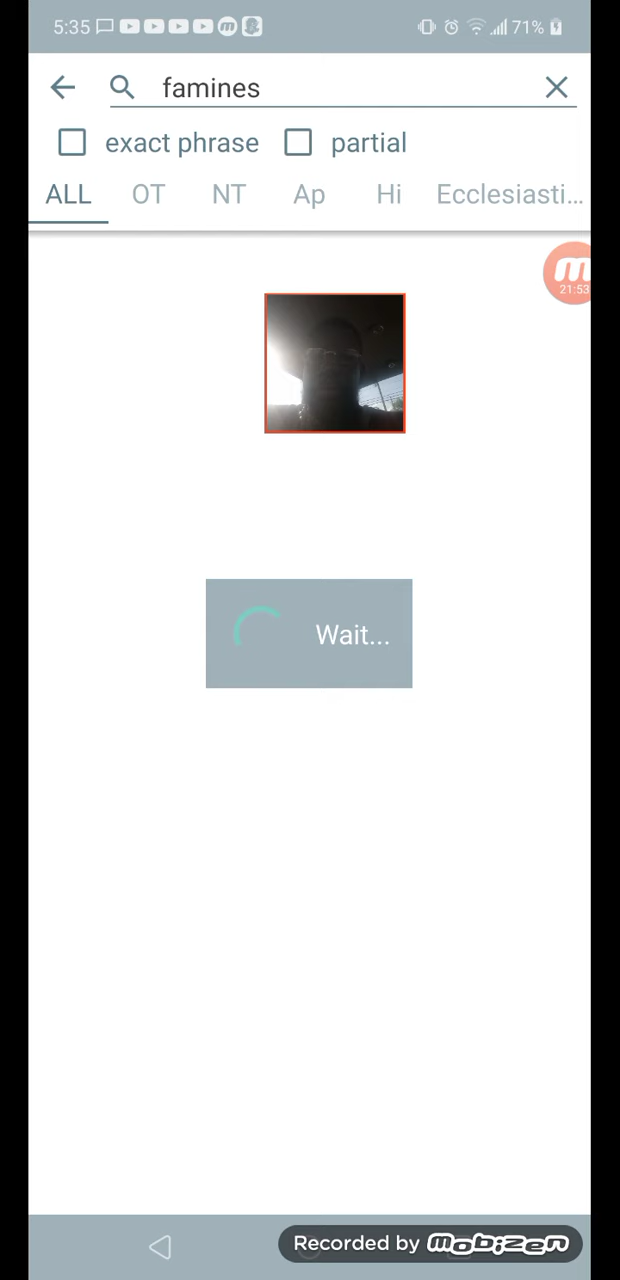 5:35 m 71%
famines
exact phrase partial
ALL OT NT Ap Hi Ecclesiasti...
m
21:53
Wait...
Recorded by mobizen